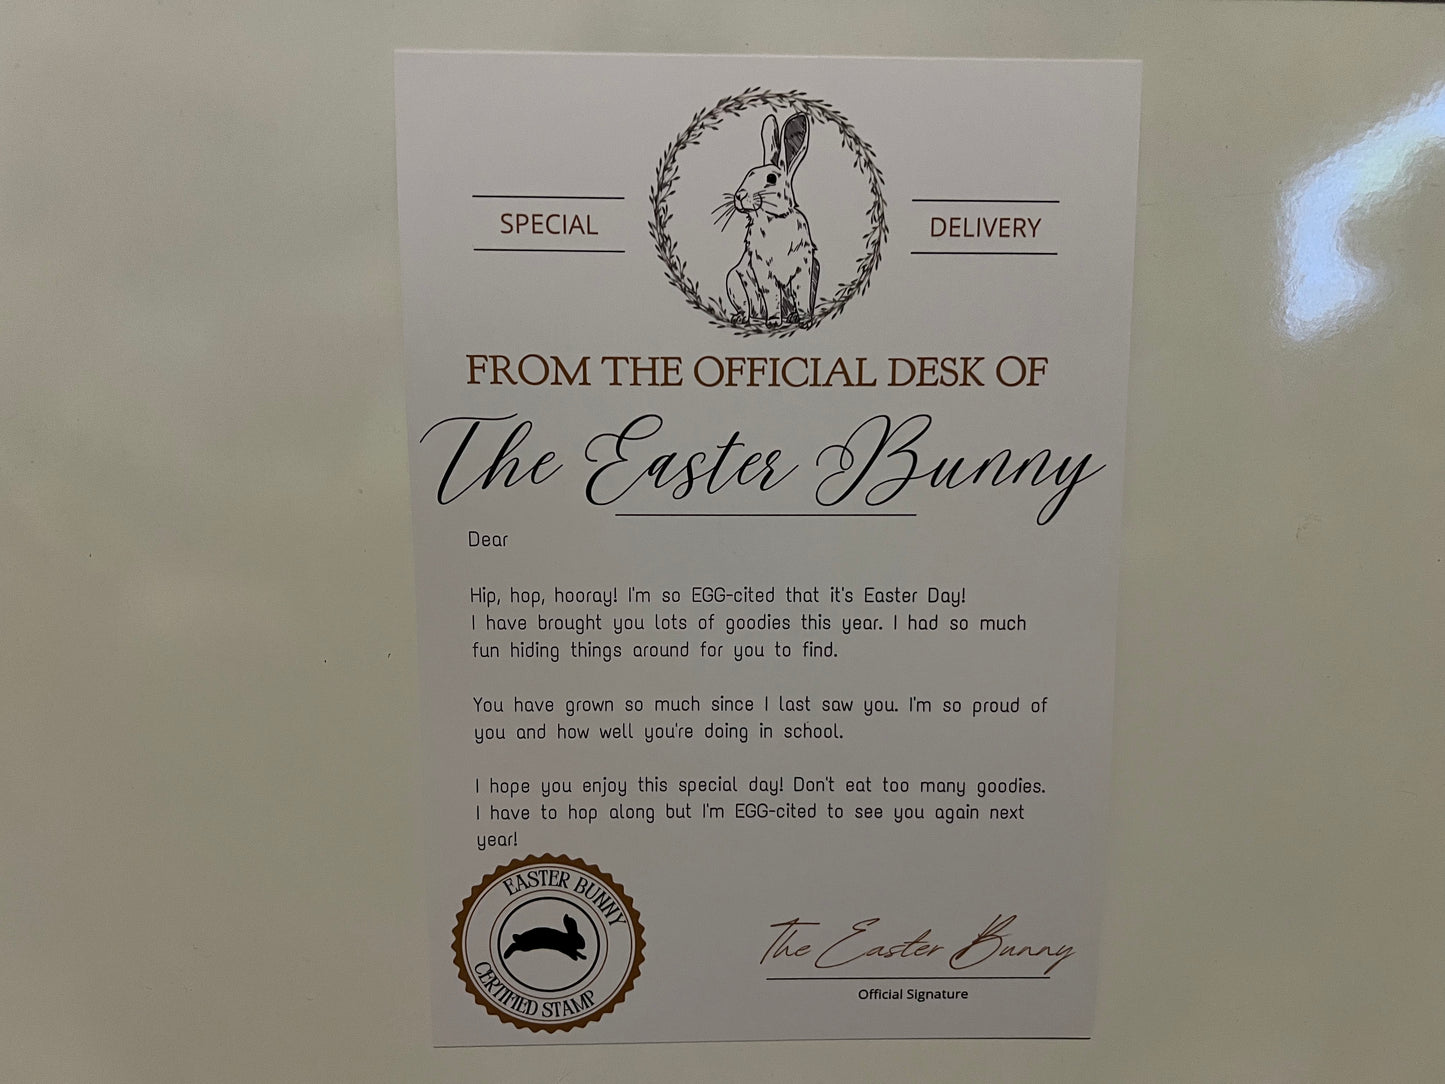 SPECIAL
DELIVERY
FROM THE OFFICIAL DESK OF
The Easter Bunny
Dear
Hip, hop, hooray! I'm so EGG-cited that it's Easter Day!
I have brought you lots of goodies this year. I had so much
fun hiding things around for you to find.
You have grown so much since I last saw you. I'm so proud of
you and how well you're doing in school.
I hope you enjoy this special day! Don't eat too many goodies.
I have to hop along but I'm EGG-cited to see you again next
year!
EASTER BUNNY
CERTIFIED STAMP
The Easter Bunny
Official Signature